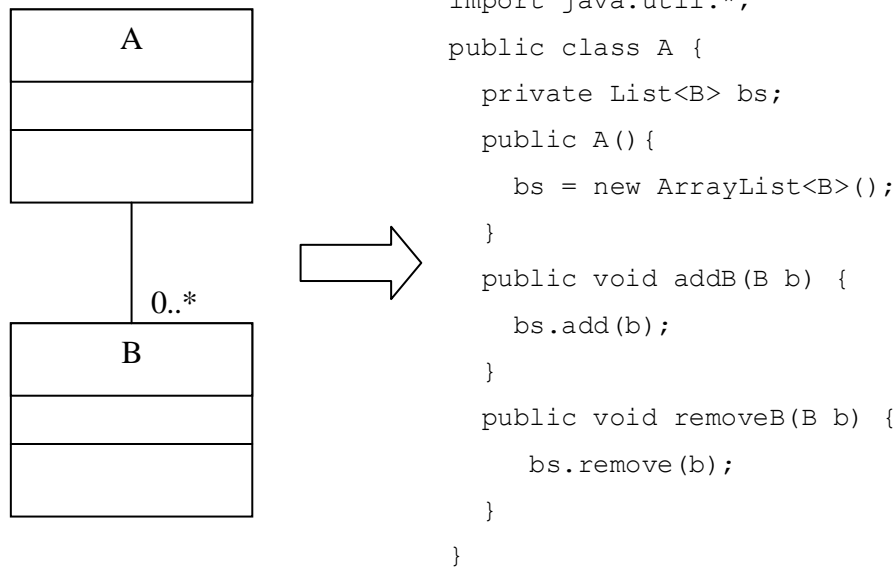 A
0..*
B
import java.util.*;
public class A {
private List<B> bs;
public A(){
bs = new ArrayList<B>();
}
public void addB(B b) {
bs.add(b);
}
public void removeB(B b) {
bs.remove(b);
}
}